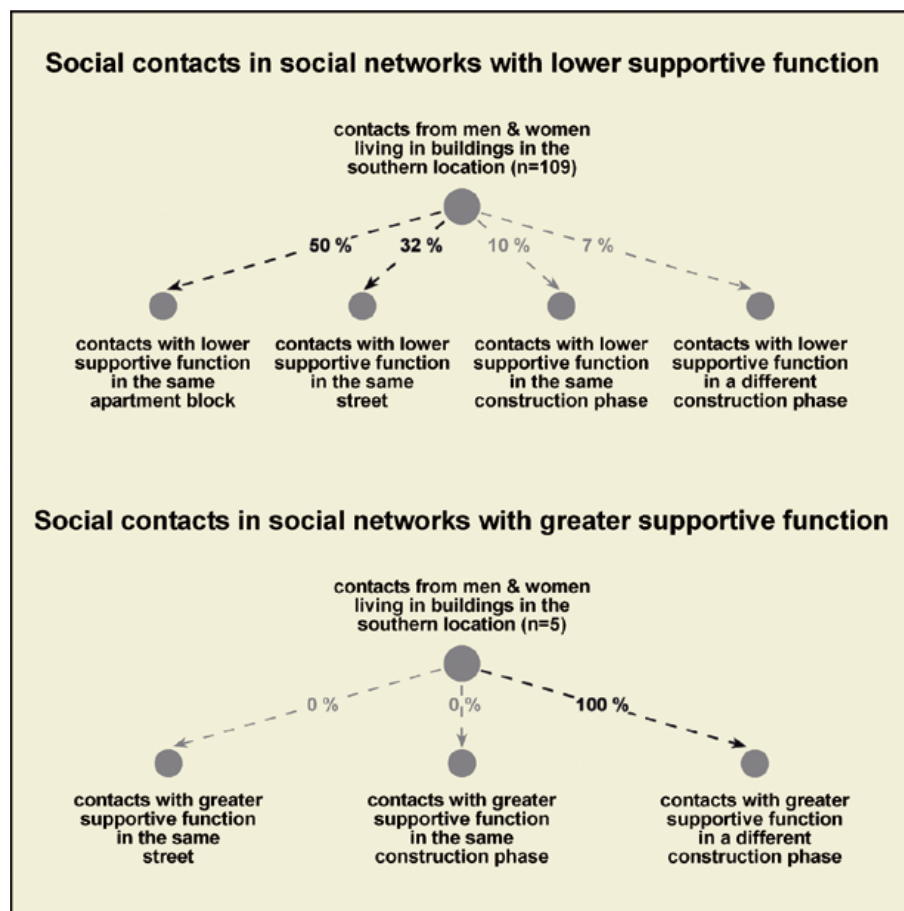 Social contacts in social networks with lower supportive function
contacts from men & women
living in buildings in the
southern location (n=109)
50 %
32 %
10 %
7 %
contacts with lower
supportive function
in the same
apartment block
contacts with lower
supportive function
in the same
street
contacts with lower
supportive function
in the same
construction phase
contacts with lower
supportive function
in a different
construction phase
Social contacts in social networks with greater supportive function
contacts from men & women
living in buildings in the
southern location (n=5)
0 %
0 %
100 %
contacts with greater
supportive function
in the same
street
contacts with greater
supportive function
in the same
construction phase
contacts with greater
supportive function
in a different
construction phase